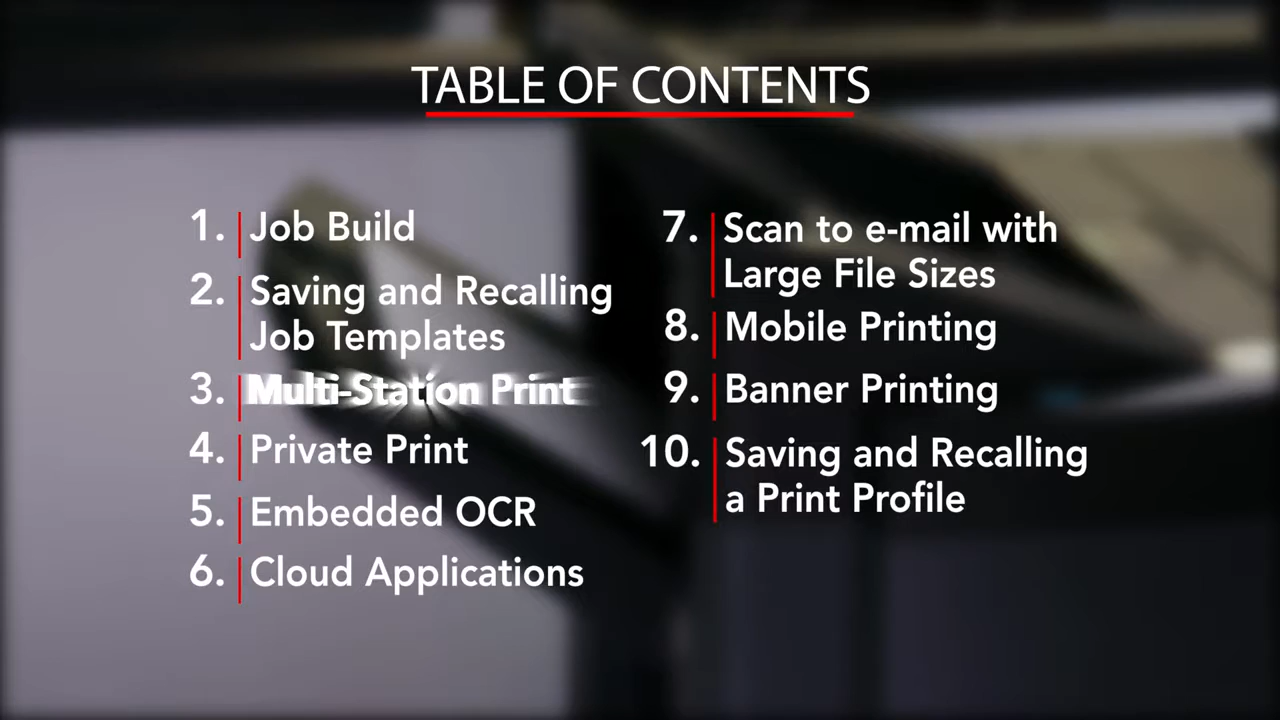 TABLE OF CONTENTS
1. Job Build
2. Saving and Recalling
Job Templates
3. Multi-Station Print
4. Private Print
5. Embedded OCR
6. Cloud Applications
7. Scan to e-mail with
Large File Sizes
8. Mobile Printing
9. Banner Printing
10. Saving and Recalling
a Print Profile